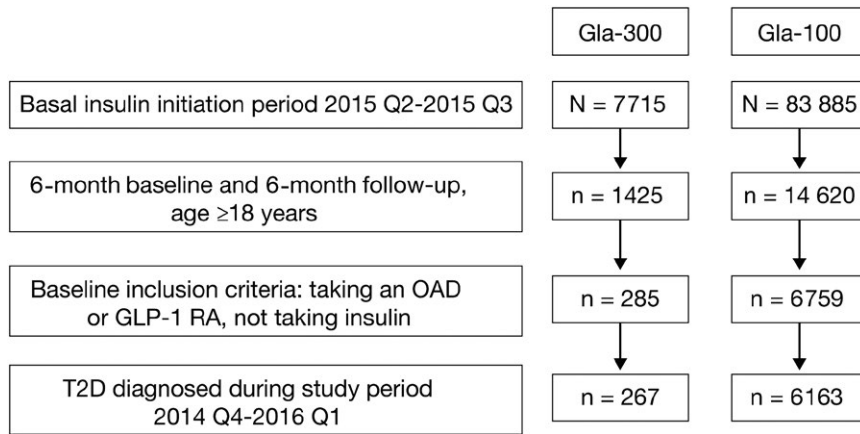 Gla-300 Gla-100
Basal insulin initiation period 2015 Q2-2015 Q3 N = 7715 N = 83 885
6-month baseline and 6-month follow-up,
age ≥18 years
n = 1425 n = 14 620
Baseline inclusion criteria: taking an OAD
or GLP-1 RA, not taking insulin
n = 285 n = 6759
T2D diagnosed during study period
2014 Q4-2016 Q1
n = 267 n = 6163